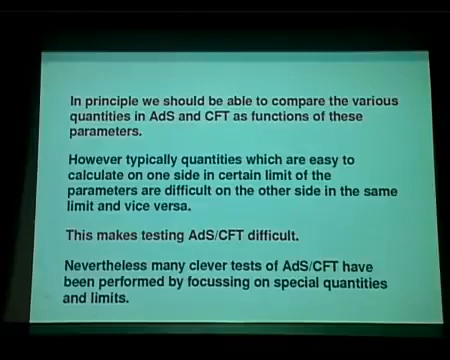 In principle we should be able to compare the various
quantities in AdS and CFT as functions of these
parameters.
However typically quantities which are easy to
calculate on one side in certain limit of the
parameters are difficult on the other side in the same
limit and vice versa.
This makes testing AdS/CFT difficult.
Nevertheless many clever tests of AdS/CFT have
been performed by focussing on special quantities
and limits.